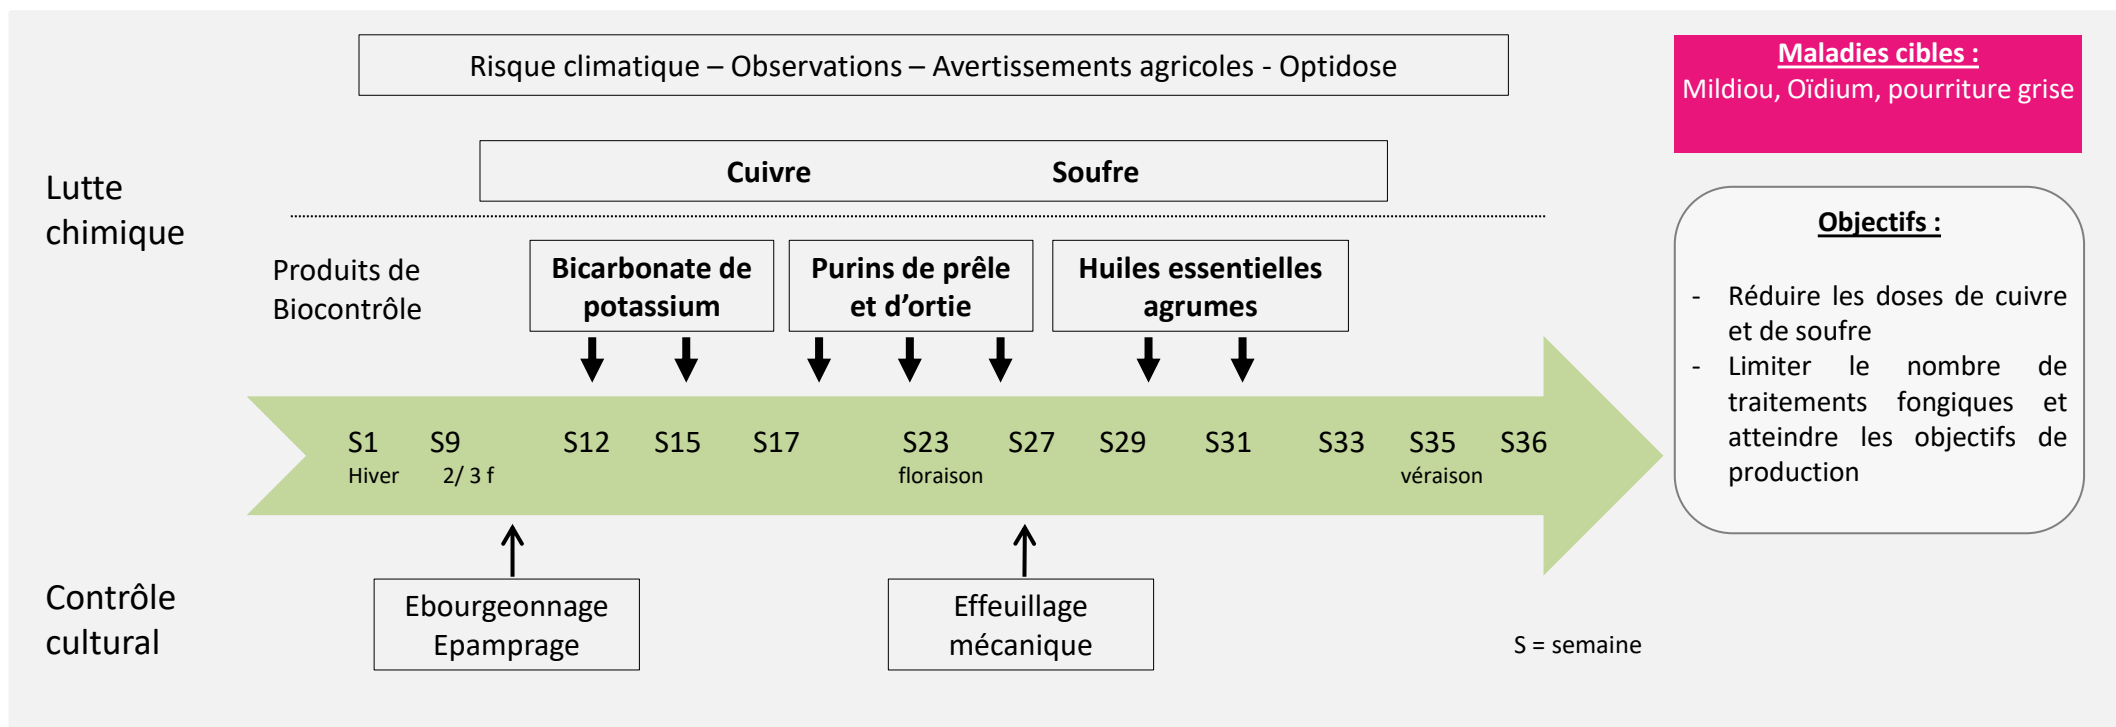 Risque climatique – Observations – Avertissements agricoles - Optidose
Maladies cibles :
Mildiou, Oïdium, pourriture grise
Lutte
chimique
Cuivre Soufre
Produits de
Biocontrôle
Bicarbonate de
potassium
Purins de prêle
et d’ortie
Huiles essentielles
agrumes
Objectifs :
- Réduire les doses de cuivre
et de soufre
- Limiter le nombre de
traitements fongiques et
atteindre les objectifs de
production
S1 S9 S12 S15 S17 S23 S27 S29 S31 S33 S35 S36
Hiver 2/ 3 f floraison véraison
Contrôle
cultural
Ebourgeonnage
Epamprage
Effeuillage
mécanique
S = semaine